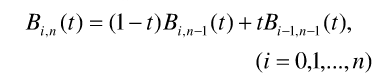 B_{i,n}(t) = (1-t)B_{i,n-1}(t) + tB_{i-1,n-1}(t),
(i = 0,1,...,n)